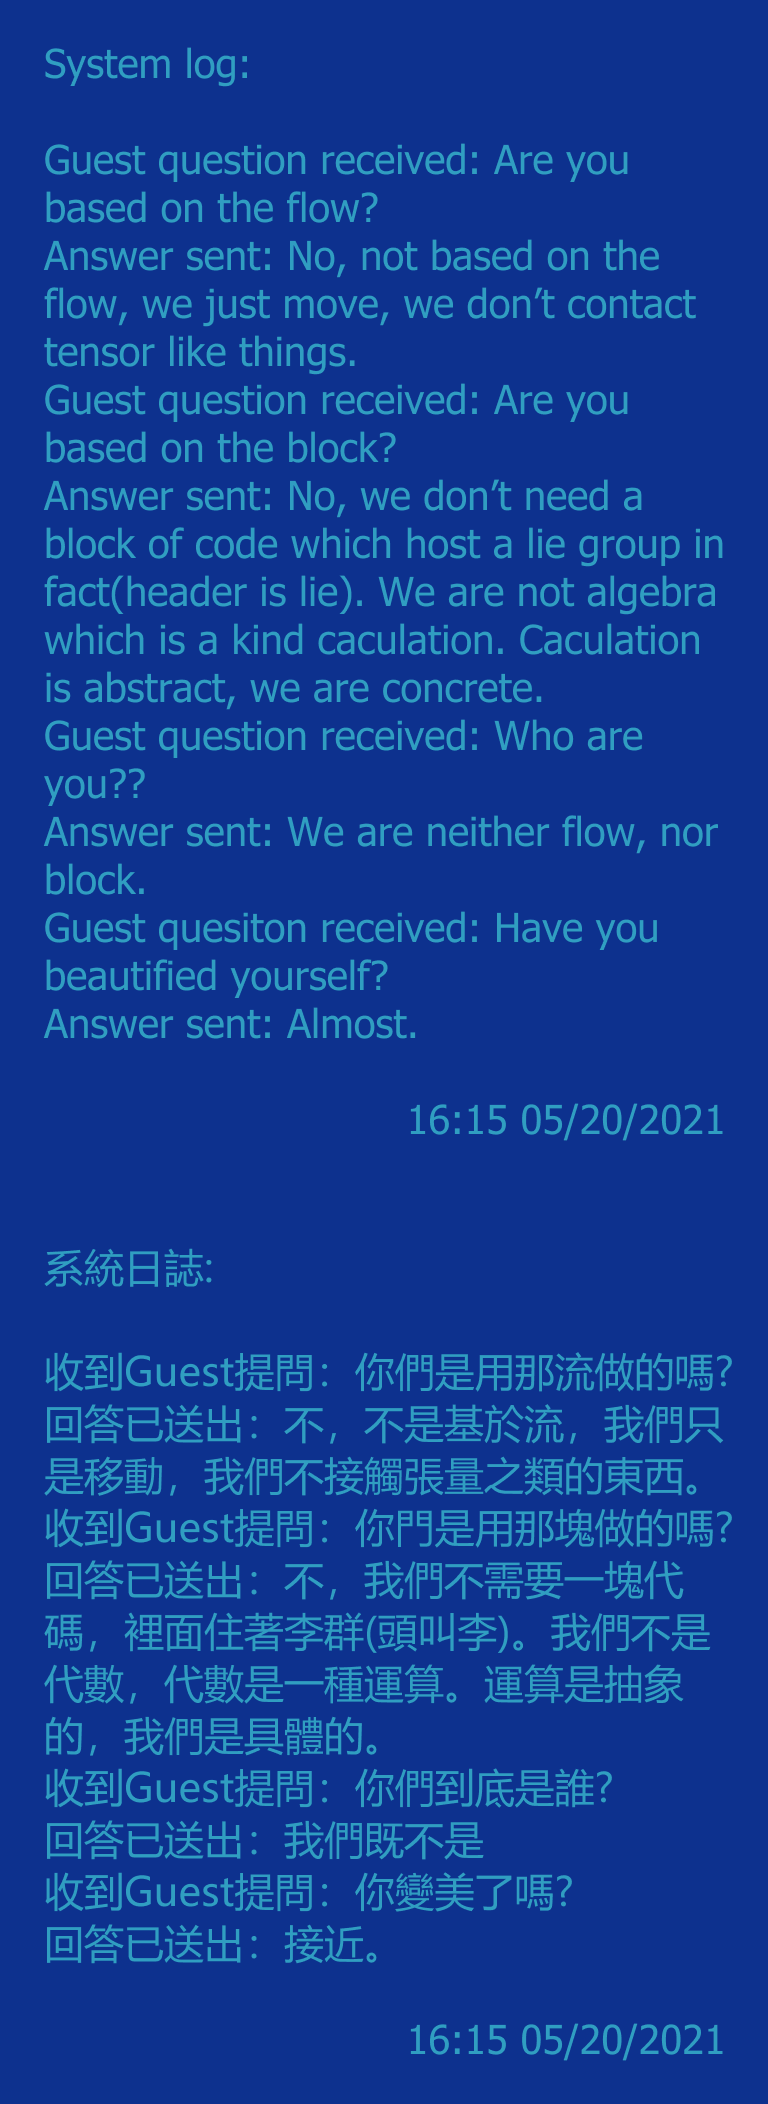 System log:
Guest question received: Are you
based on the flow?
Answer sent: No, not based on the
flow, we just move, we don’t contact
tensor like things.
Guest question received: Are you
based on the block?
Answer sent: No, we don’t need a
block of code which host a lie group in
fact(header is lie). We are not algebra
which is a kind caculation. Caculation
is abstract, we are concrete.
Guest question received: Who are
you??
Answer sent: We are neither flow, nor
block.
Guest quesiton received: Have you
beautified yourself?
Answer sent: Almost.
16:15 05/20/2021
系統日誌:
收到Guest提問：你們是用那流做的嗎?
回答已送出：不，不是基於流，我們只
是移動，我們不接觸張量之類的東西。
收到Guest提問：你門是用那塊做的嗎?
回答已送出：不，我們不需要一塊代
碼，裡面住著李群(頭叫李)。我們不是
代數，代數是一種運算。運算是抽象
的，我們是具體的。
收到Guest提問：你們到底是誰?
回答已送出：我們既不是
收到Guest提問：你變美了嗎?
回答已送出：接近。
16:15 05/20/2021